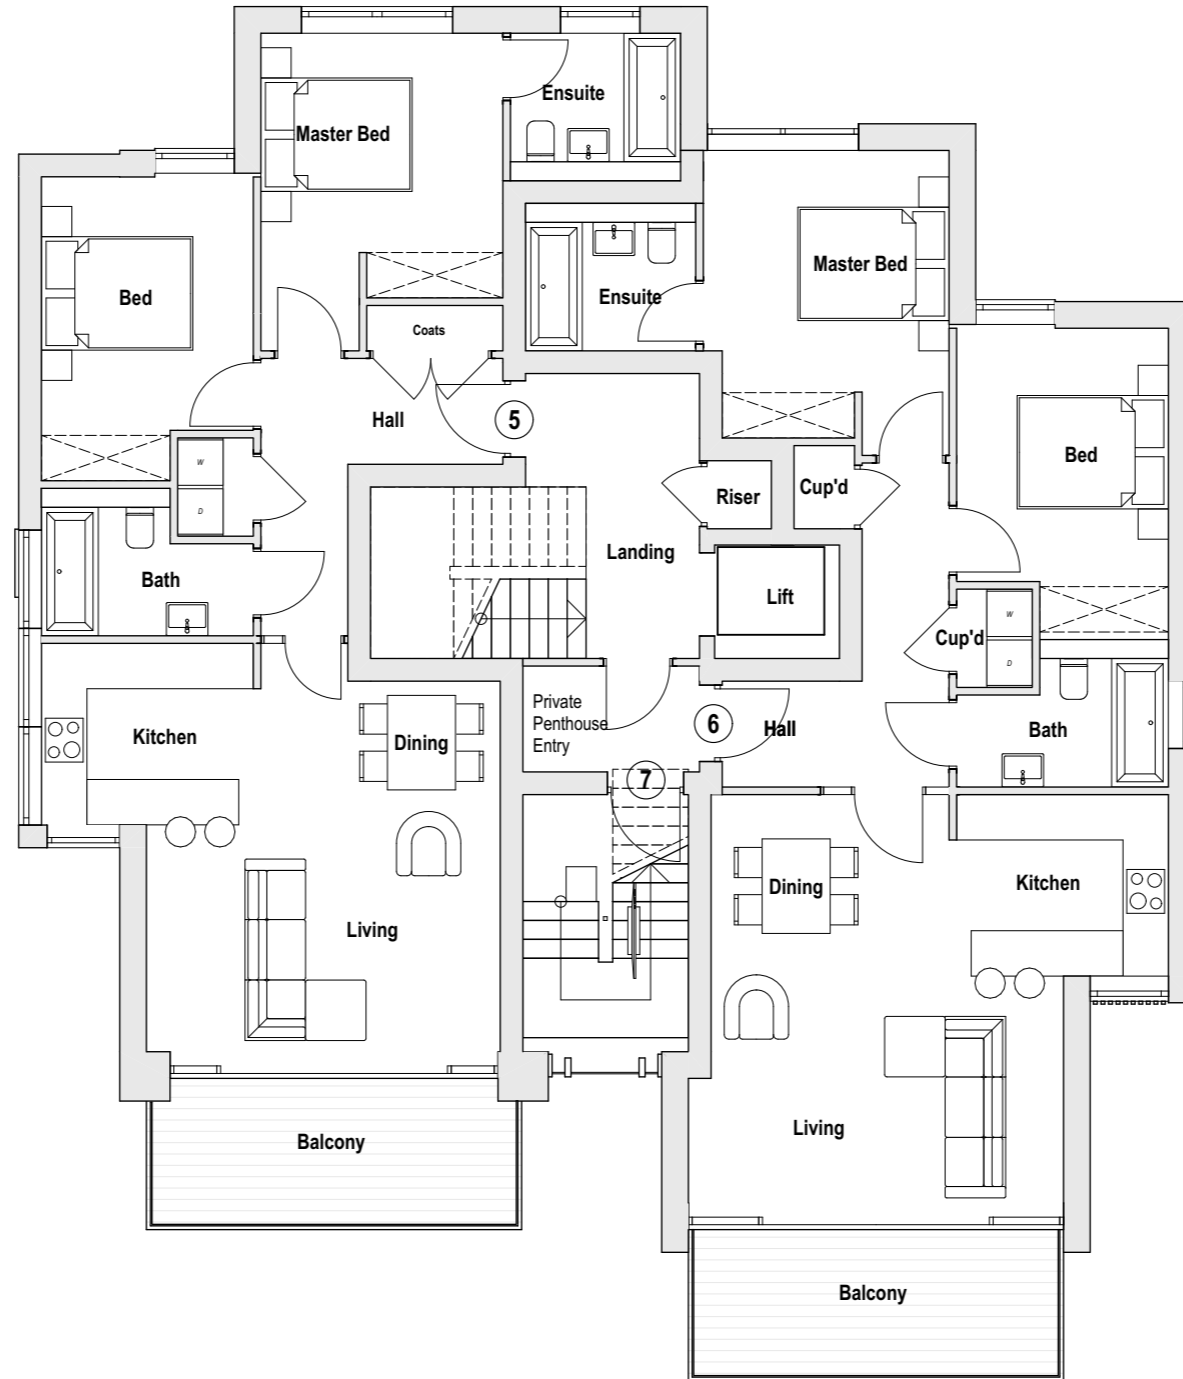 Ensuite
Master Bed
Master Bed
Bed
Ensuite
Coats
Hall
5
Bed
W
D
Riser
Cup'd
Landing
Bath
Lift
W
D
Cup'd
Private
Penthouse
Entry
6
Hall
Kitchen
Dining
Bath
7
Dining
Kitchen
Living
Living
Balcony
Balcony